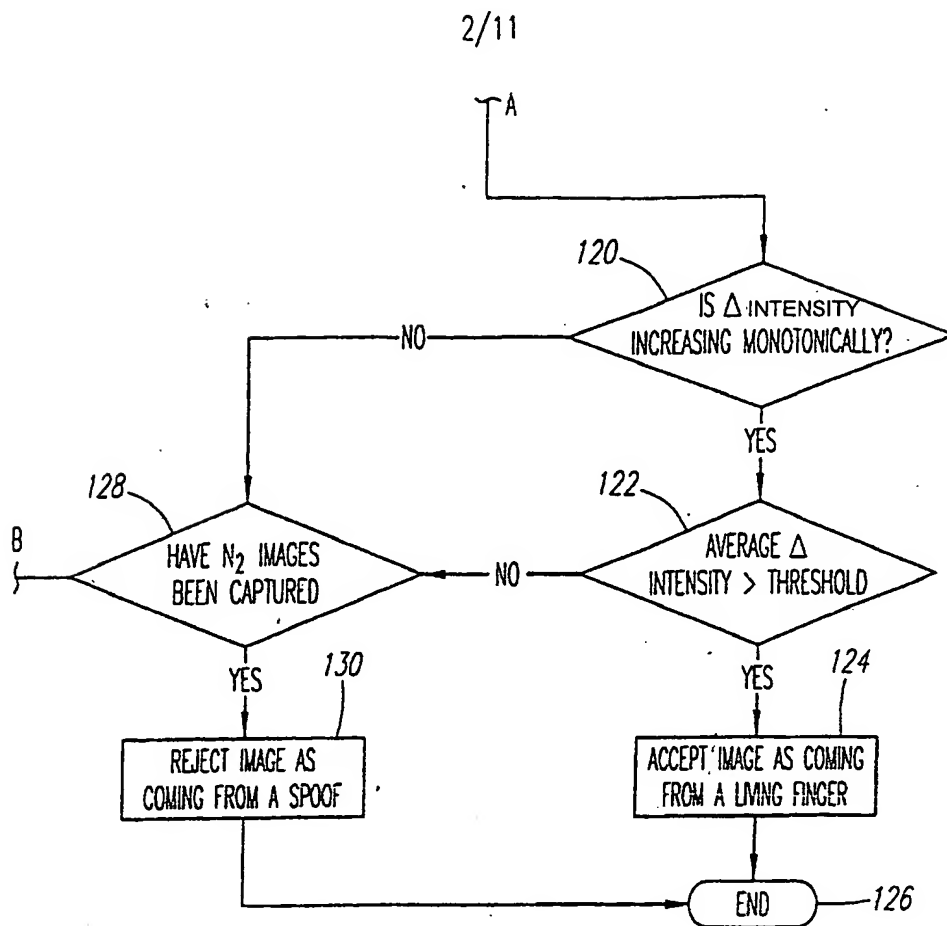 2/11
A
120
IS Δ INTENSITY
INCREASING MONOTONICALLY?
NO
YES
128
122
B
HAVE N₂ IMAGES
BEEN CAPTURED
NO
AVERAGE Δ
INTENSITY > THRESHOLD
YES
130
YES
124
REJECT IMAGE AS
COMING FROM A SPOOF
ACCEPT IMAGE AS COMING
FROM A LIVING FINGER
END
126